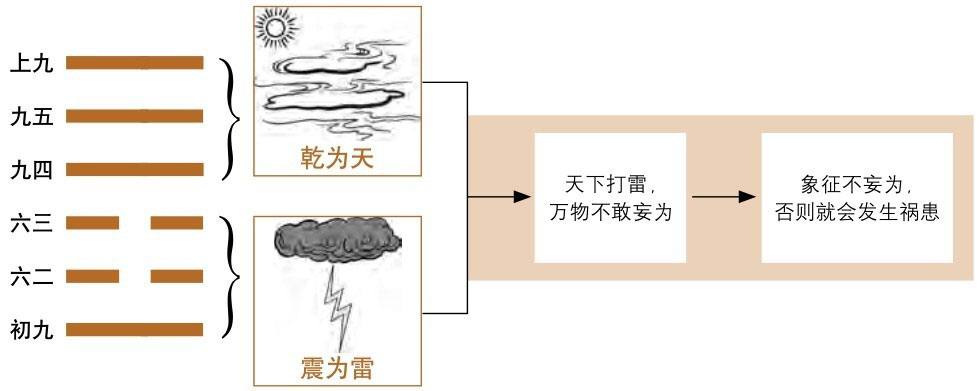 上九
九五
九四
六三
六二
初九
乾为天
震为雷
天下打雷，
万物不敢妄为
象征不妄为，
否则就会发生祸患